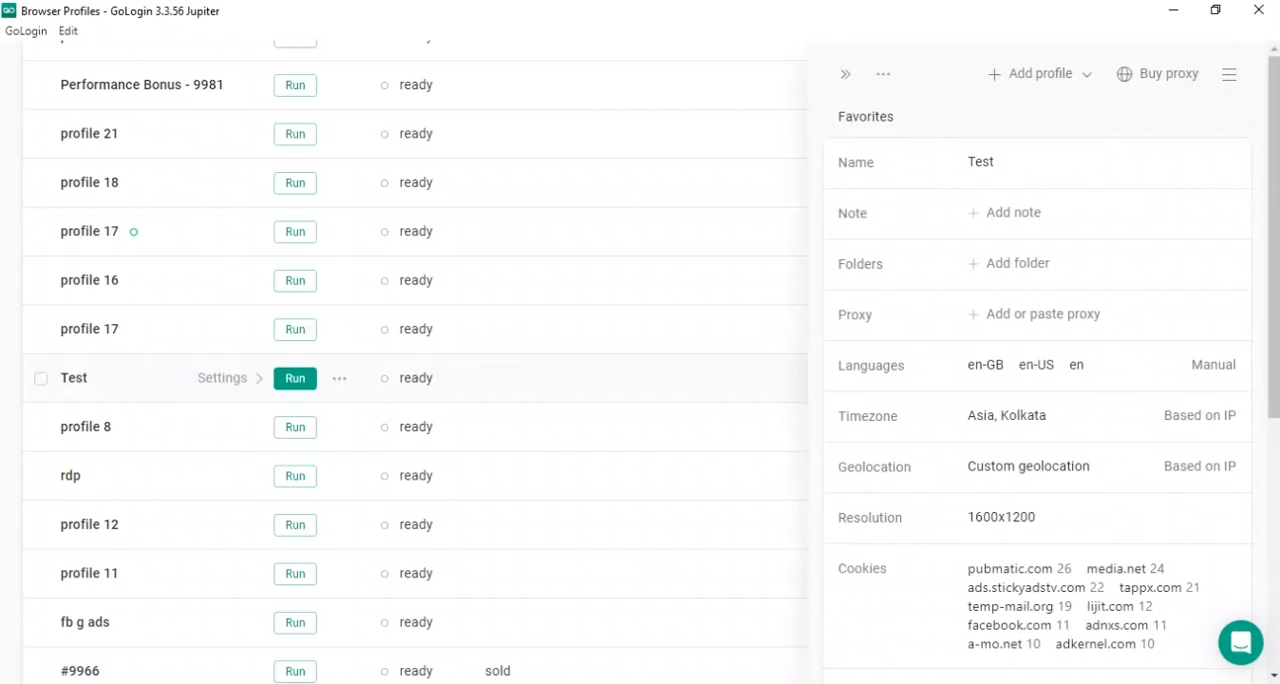 GO Browser Profiles - GoLogin 3.3.56 Jupiter
GoLogin Edit
Performance Bonus - 9981 Run ready
profile 21 Run ready
profile 18 Run ready
profile 17 Run ready
profile 16 Run ready
profile 17 Run ready
Test Settings > Run ... ready
profile 8 Run ready
rdp Run ready
profile 12 Run ready
profile 11 Run ready
fb g ads Run ready
#9966 Run ready sold
» ... + Add profile Buy proxy
Favorites
Name Test
Note + Add note
Folders + Add folder
Proxy + Add or paste proxy
Languages en-GB en-US en Manual
Timezone Asia, Kolkata Based on IP
Geolocation Custom geolocation Based on IP
Resolution 1600x1200
Cookies pubmatic.com 26 media.net 24
ads.stickyadstv.com 22 tappx.com 21
temp-mail.org 19 lijit.com 12
facebook.com 11 adnxs.com 11
a-mo.net 10 adkernel.com 10